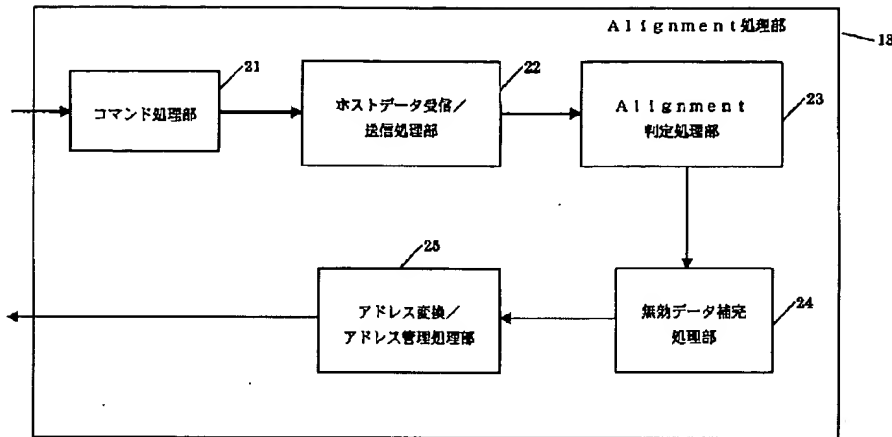 Alignment処理部
13
21
コマンド処理部
22
ホストデータ受信/
送信処理部
23
Alignment
判定処理部
25
アドレス変換/
アドレス管理処理部
24
無効データ補充
処理部